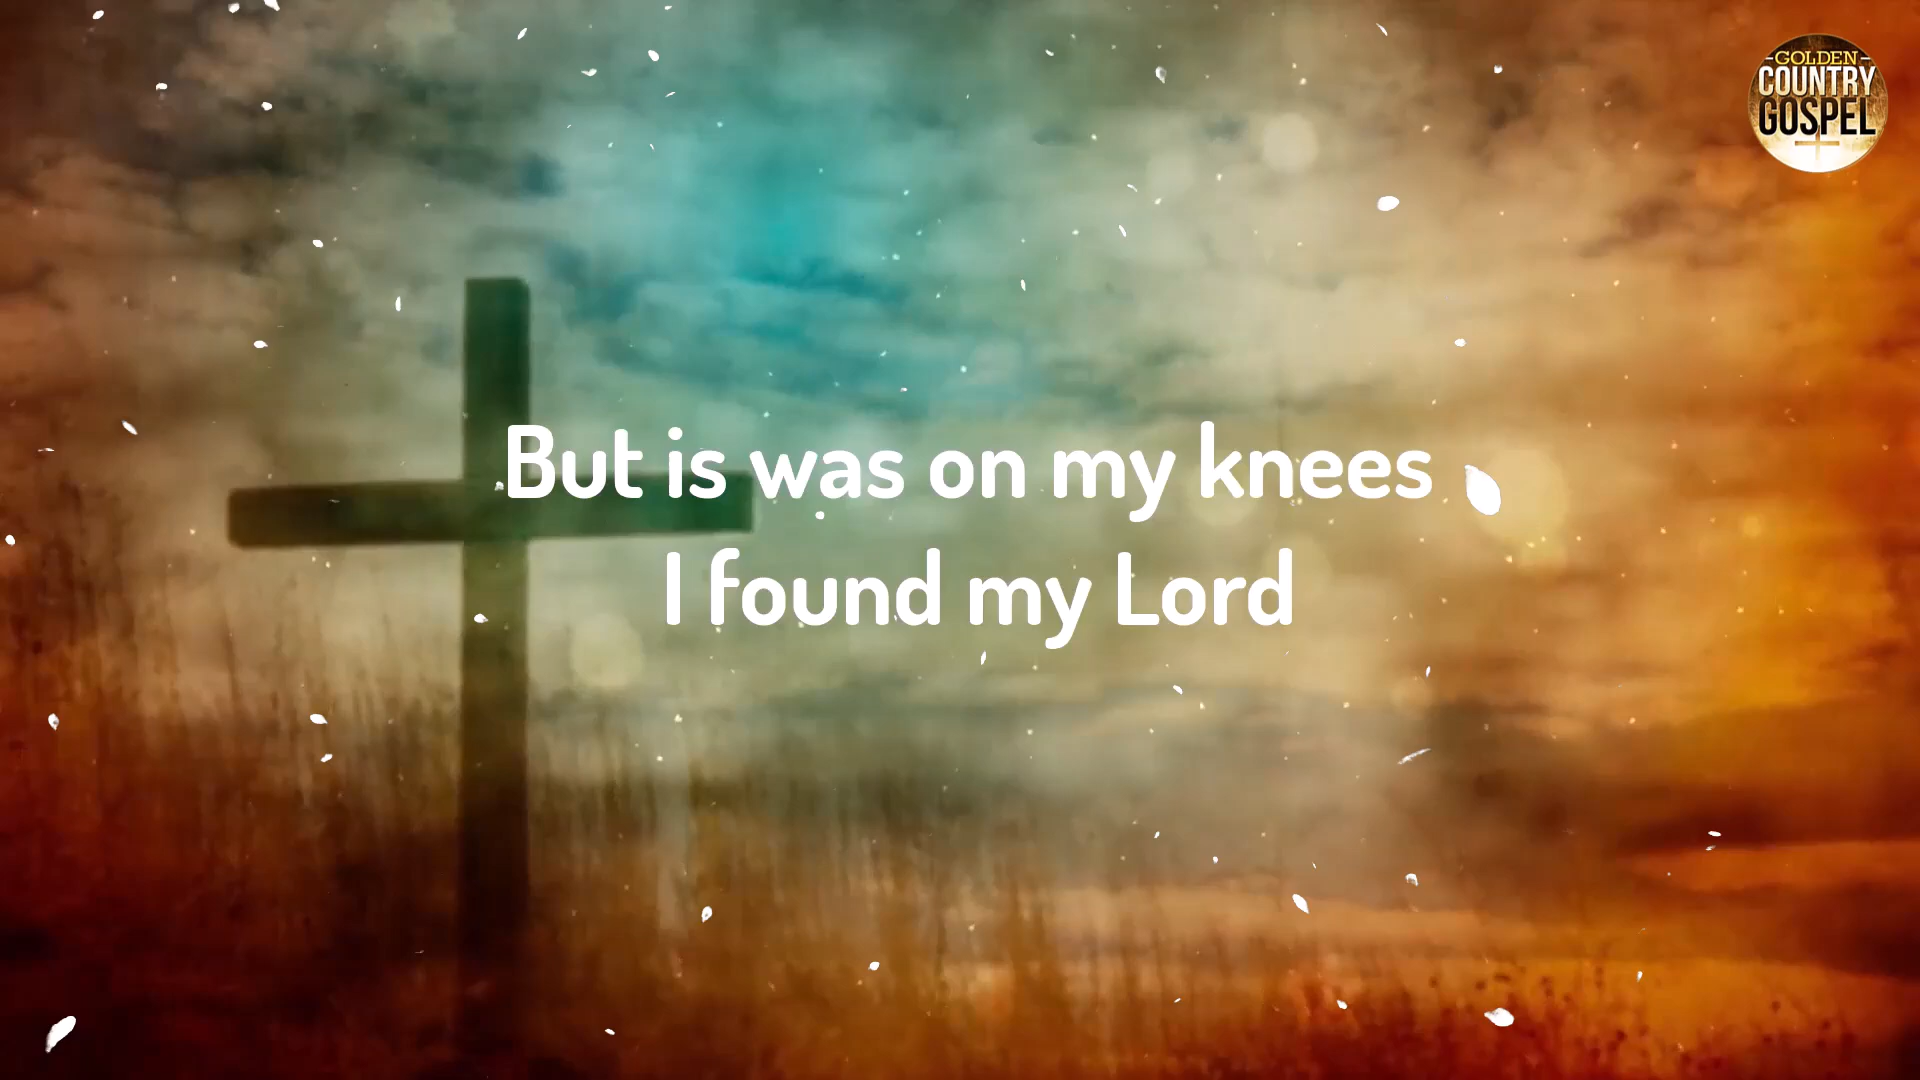 GOLDEN
COUNTRY
GOSPEL
But is was on my knees
I found my Lord